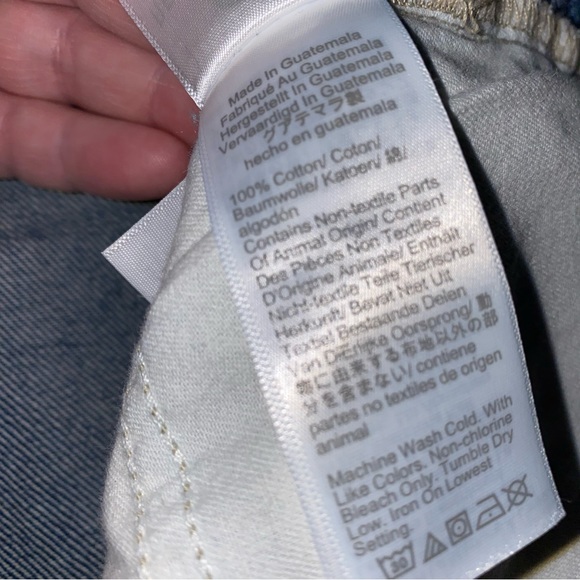 Made In Guatemala
Fabriqué Au Guatemala
Hergestellt In Guatemala
Vervaardigd In Guatemala
グアテマラ製
hecho en guatemala
100% Cotton/ Coton/
Baumwolle/ Katoen/ 綿/
algodón
Contains Non-textile Parts
Of Animal Origin/ Content
Des Pièces Non Textiles
D'Origine Animale/ Enthält
Nicht-textile Teile Tierischer
Herkunft/ Bevat Niet Uit
Textiel Bestaande Delen
Van Dierlijke Oorsprong/ 動
物に由来する布地以外の部
分を含まない/ contiene
partes no textiles de origen
animal
Machine Wash Cold. With
Like Colors. Non-chlorine
Bleach Only. Tumble Dry
Low. Iron On Lowest
Setting.
30